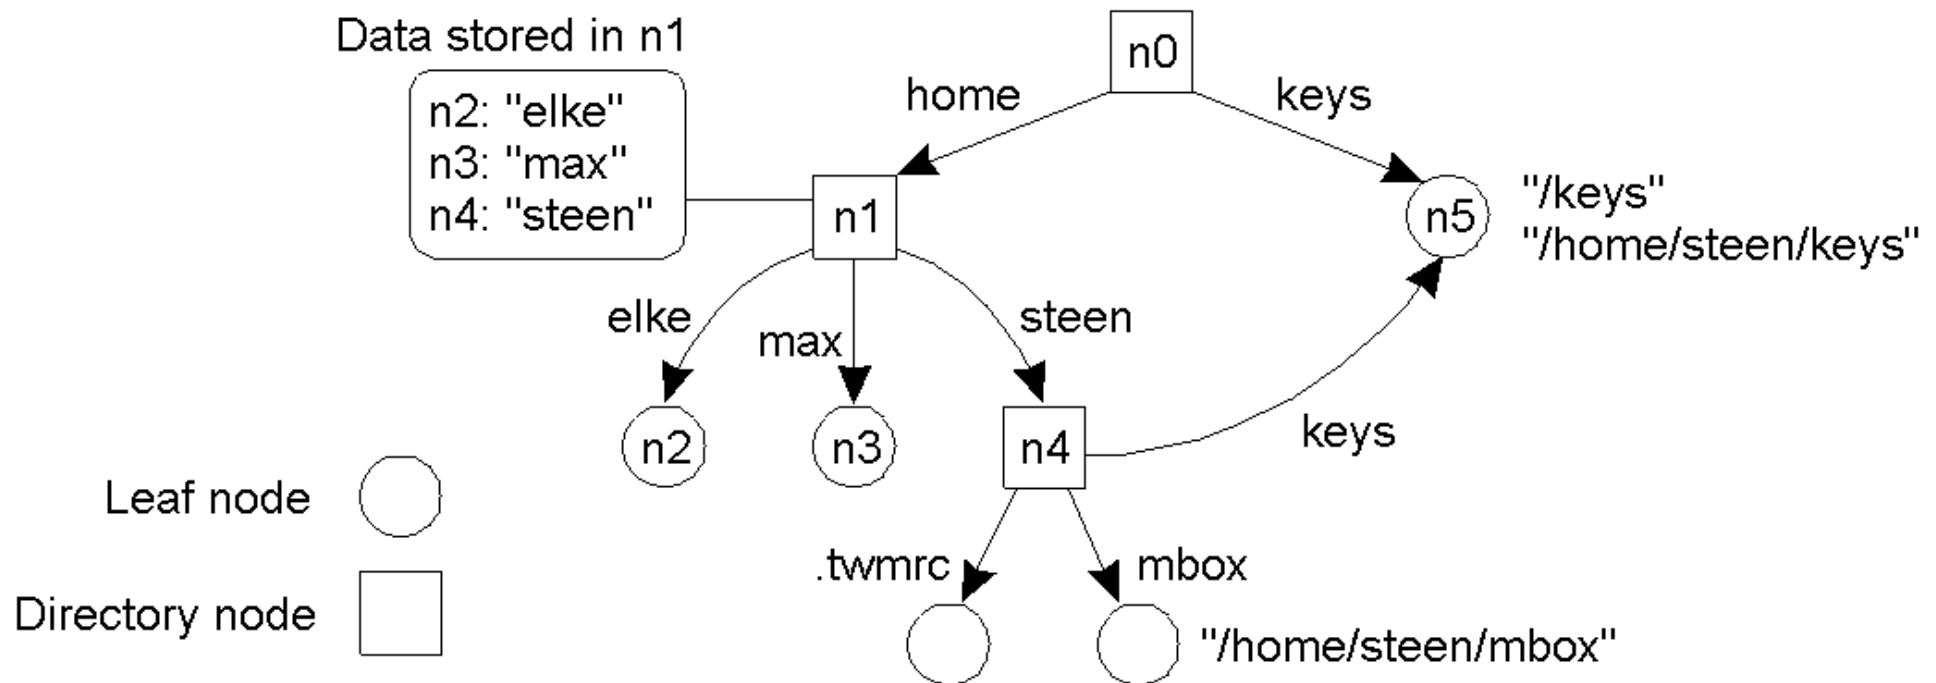 Data stored in n1
n0
home
keys
n2: "elke"
n3: "max"
n4: "steen"
n1
n5
"/keys"
"/home/steen/keys"
elke
max
steen
n2
n3
n4
keys
Leaf node
.twmrc
mbox
Directory node
"/home/steen/mbox"